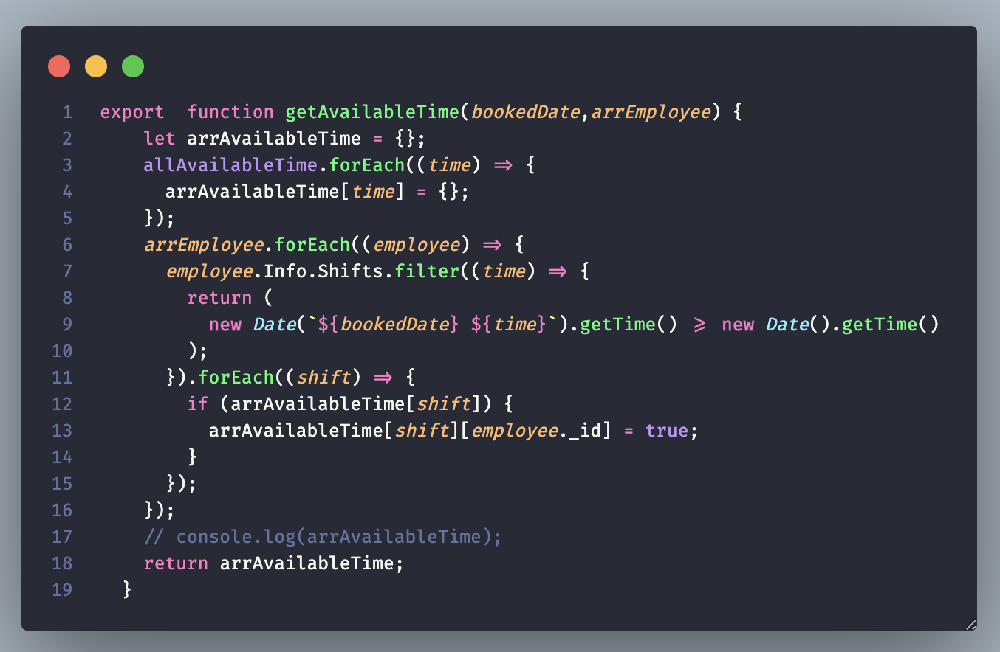 1 export  function getAvailableTime(bookedDate,arrEmployee) {
2     let arrAvailableTime = {};
3     allAvailableTime.forEach((time) => {
4       arrAvailableTime[time] = {};
5     });
6     arrEmployee.forEach((employee) => {
7       employee.Info.Shifts.filter((time) => {
8         return (
9           new Date(`${bookedDate} ${time}`).getTime() >= new Date().getTime()
10         );
11       }).forEach((shift) => {
12         if (arrAvailableTime[shift]) {
13           arrAvailableTime[shift][employee._id] = true;
14         }
15       });
16     });
17     // console.log(arrAvailableTime);
18     return arrAvailableTime;
19   }